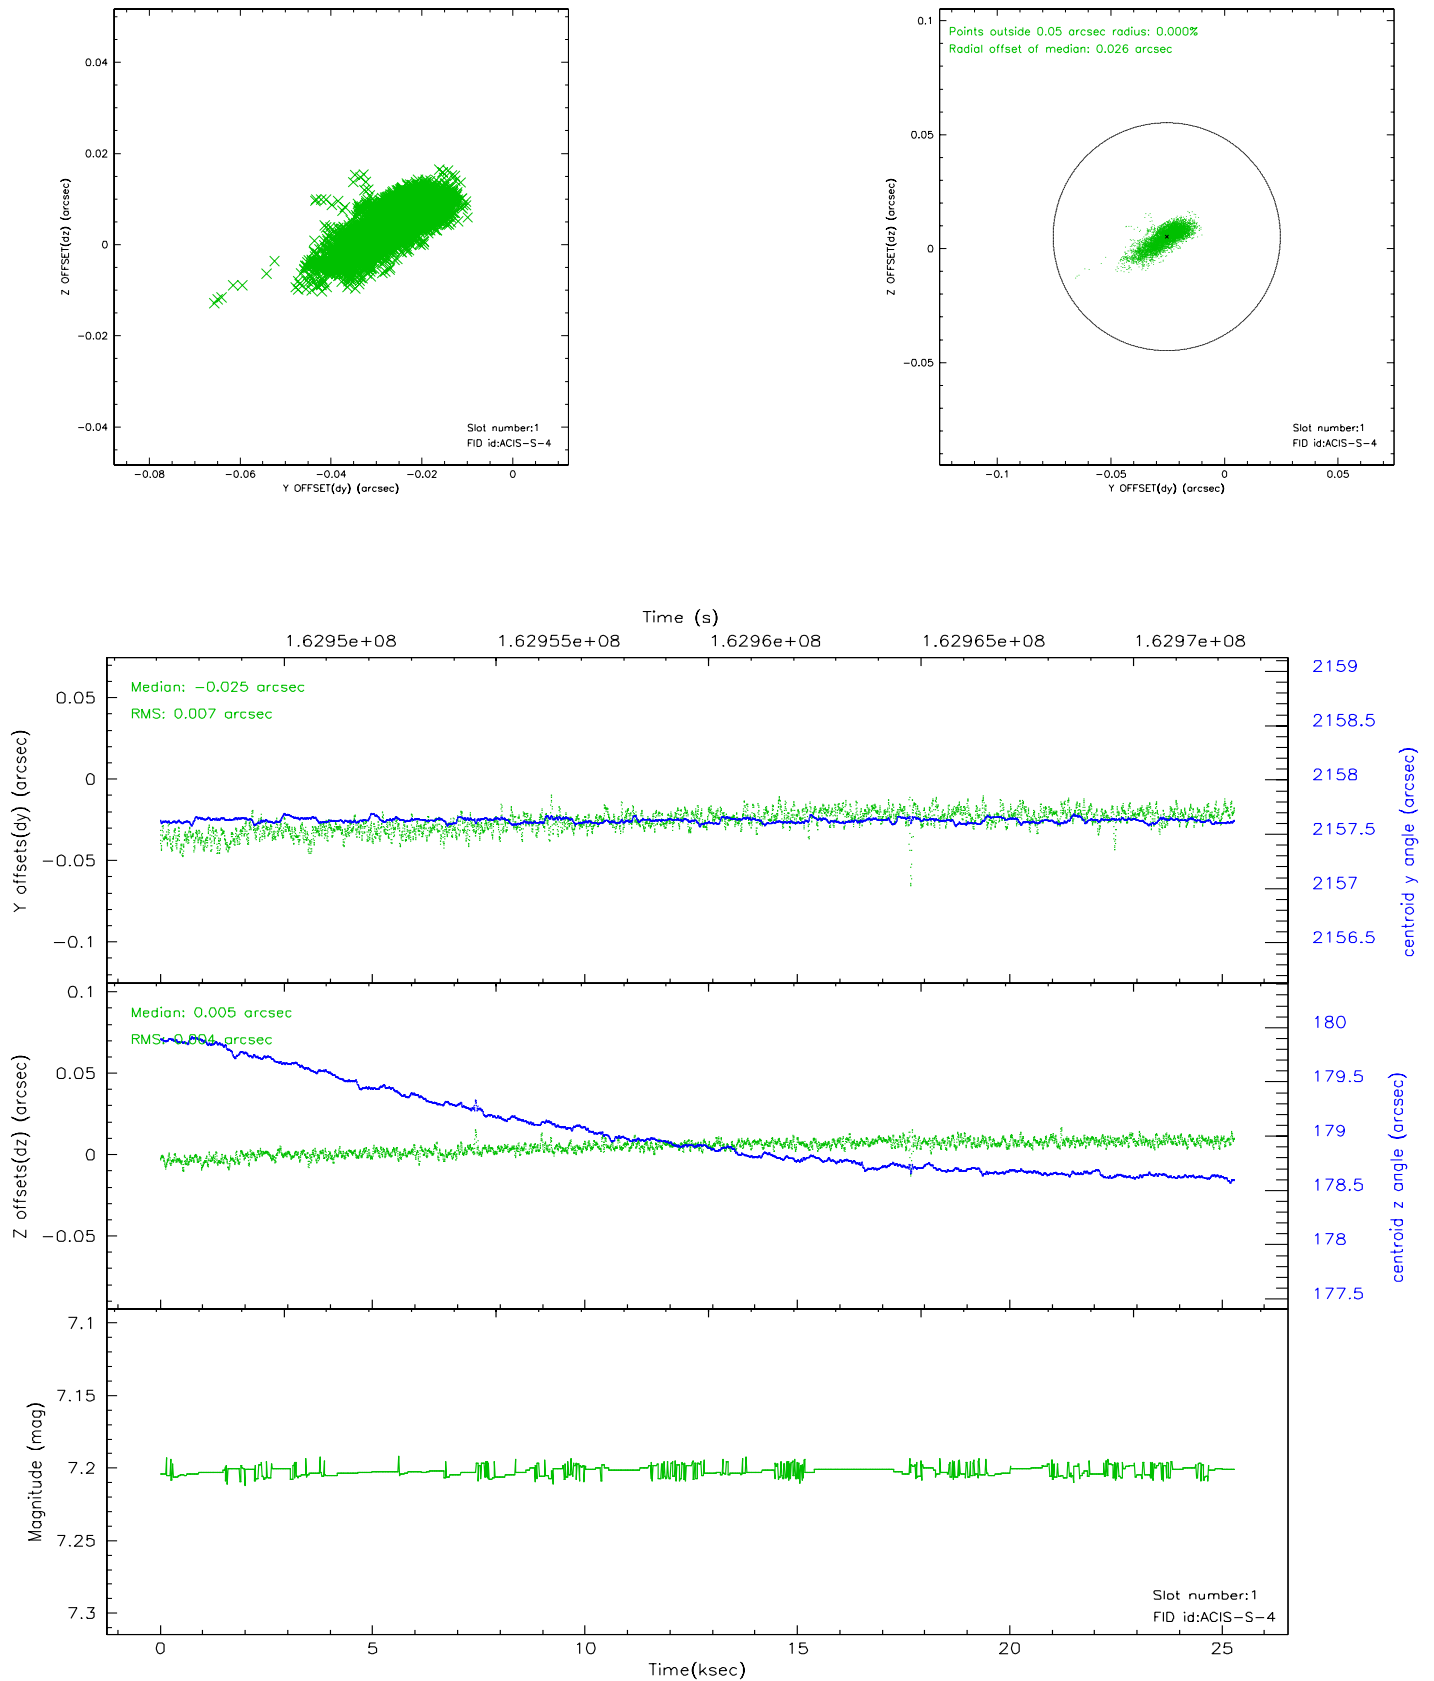 0.04
0.02
0
−0.02
−0.04
Z OFFSET(dz) (arcsec)
Slot number:1
FID id:ACIS−S−4
−0.08
−0.06
−0.04
−0.02
0
Y OFFSET(dy) (arcsec)
0.1
0.05
0
−0.05
Z OFFSET(dz) (arcsec)
Points outside 0.05 arcsec radius: 0.000%
Radial offset of median: 0.026 arcsec
Slot number:1
FID id:ACIS−S−4
−0.1
−0.05
0
0.05
Y OFFSET(dy) (arcsec)
Time (s)
1.6295e+08
1.62955e+08
1.6296e+08
1.62965e+08
1.6297e+08
Median: −0.025 arcsec
RMS: 0.007 arcsec
0.05
0
−0.05
−0.1
Y offsets(dy) (arcsec)
2159
2158.5
2158
2157.5
2157
2156.5
centroid y angle (arcsec)
Median: 0.005 arcsec
RMS: 0.004 arcsec
0.1
0.05
0
−0.05
Z offsets(dz) (arcsec)
180
179.5
179
178.5
178
177.5
centroid z angle (arcsec)
7.1
7.15
7.2
7.25
7.3
Magnitude (mag)
Slot number:1
FID id:ACIS−S−4
0
5
10
15
20
25
Time(ksec)